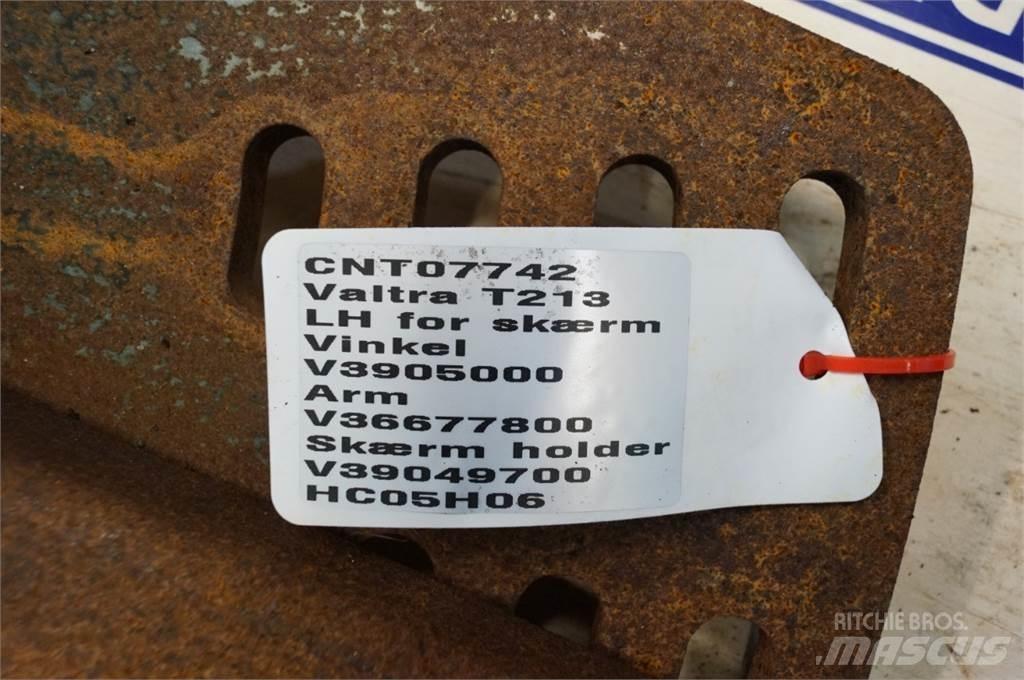 CNT07742
Valtra T213
LH for skærm
Vinkel
V3905000
Arm
V36677800
Skærm holder
V39049700
HC05H06
RITCHIE BROS.
MASCUS